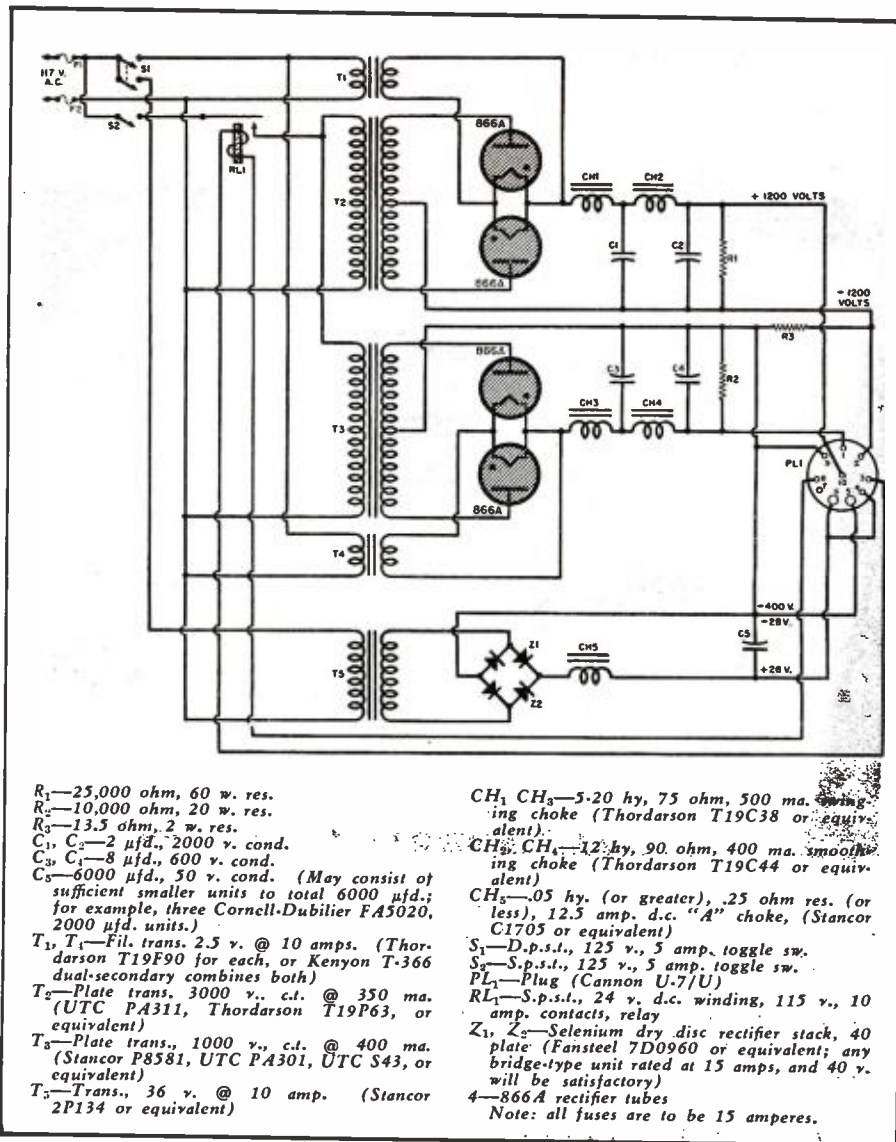 F1
117 V.
A.C.
F2
S1
S2
RL1
T1
T2
T3
T4
T5
866A
866A
866A
866A
CH1
CH2
C1
C2
R1
+ 1200 VOLTS
- 1200
VOLTS
R3
C3
C4
R2
CH3
CH4
PL1
1
2
3
4
5
6
7
8
9
10
-400 V.
-28V.
C5
+28V.
Z1
Z2
CH5
R₁—25,000 ohm, 60 w. res.
R₂—10,000 ohm, 20 w. res.
R₃—13.5 ohm, 2 w. res.
C₁, C₂—2 µfd., 2000 v. cond.
C₃, C₄—8 µfd., 600 v. cond.
C₅—6000 µfd., 50 v. cond. (May consist of
sufficient smaller units to total 6000 µfd.;
for example, three Cornell-Dubilier FA5020,
2000 µfd. units.)
T₁, T₄—Fil. trans. 2.5 v. @ 10 amps. (Thor-
darson T19F90 for each, or Kenyon T-366
dual-secondary combines both)
T₂—Plate trans. 3000 v.. c.t. @ 350 ma.
(UTC PA311, Thordarson T19P63, or
equivalent)
T₃—Plate trans., 1000 v., c.t. @ 400 ma.
(Stancor P8581, UTC PA301, UTC S43, or
equivalent)
T₅—Trans., 36 v. @ 10 amp. (Stancor
2P134 or equivalent)
CH₁ CH₃—5-20 hy, 75 ohm, 500 ma. swing-
ing choke (Thordarson T19C38 or equiv-
alent).
CH₂, CH₄—12 hy, 90 ohm, 400 ma. smooth-
ing choke (Thordarson T19C44 or equiv-
alent)
CH₅—.05 hy. (or greater), .25 ohm res. (or
less), 12.5 amp. d.c. "A" choke, (Stancor
C1705 or equivalent)
S₁—D.p.s.t., 125 v., 5 amp. toggle sw.
S₂—S.p.s.t., 125 v., 5 amp. toggle sw.
PL₁—Plug (Cannon U-7/U)
RL₁—S.p.s.t., 24 v. d.c. winding, 115 v., 10
amp. contacts, relay
Z₁, Z₂—Selenium dry disc rectifier stack, 40
plate (Fansteel 7D0960 or equivalent; any
bridge-type unit rated at 15 amps, and 40 v.
will be satisfactory)
4—866A rectifier tubes
Note: all fuses are to be 15 amperes.